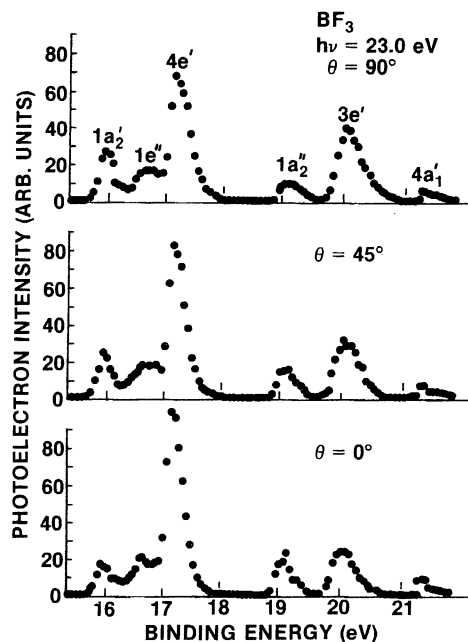 BF3
hν = 23.0 eV
θ = 90°
4e′
3e′
1a2′
1e″
1a2″
4a1′
80
60
40
20
0
θ = 45°
80
60
40
20
0
θ = 0°
80
60
40
20
0
16 17 18 19 20 21
BINDING ENERGY (eV)
PHOTOELECTRON INTENSITY (ARB. UNITS)